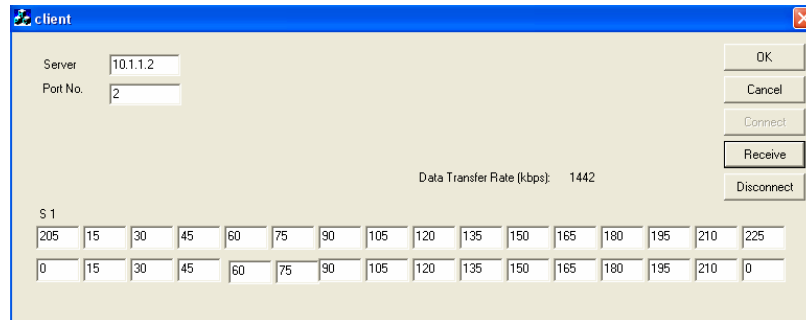 client
Server 10.1.1.2
OK
Port No. 2
Cancel
Connect
Receive
Data Transfer Rate (kbps): 1442
Disconnect
S 1
205 15 30 45 60 75 90 105 120 135 150 165 180 195 210 225
0 15 30 45 60 75 90 105 120 135 150 165 180 195 210 0